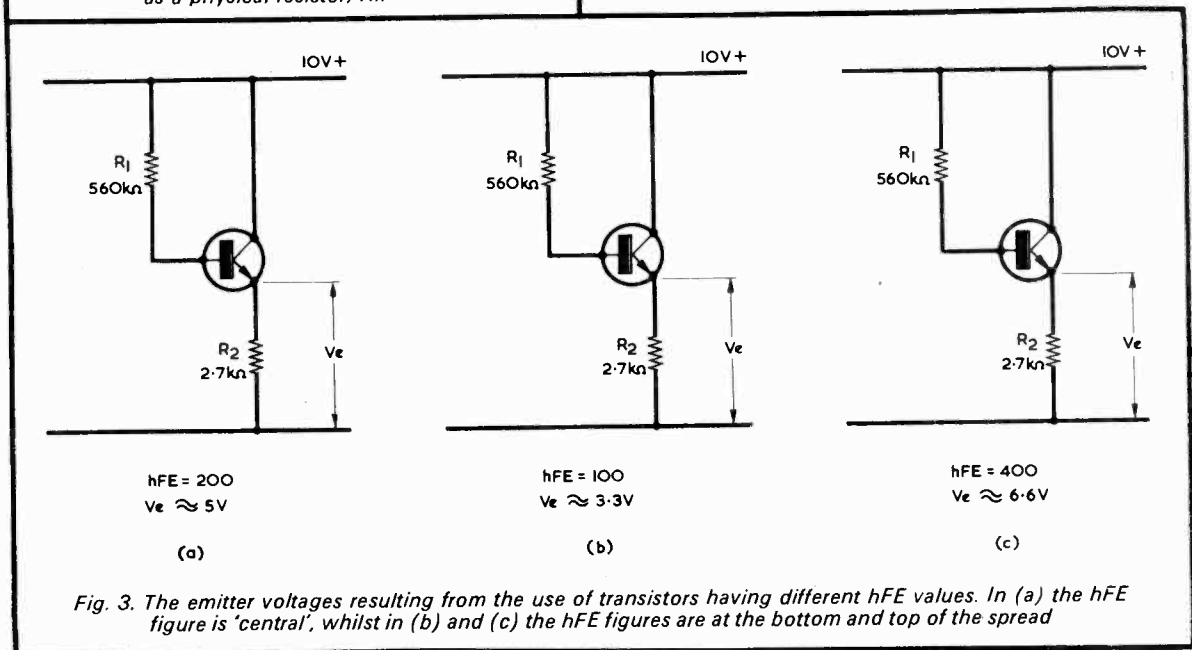 as a physical resistor,
10V+
R1
560kΩ
R2
2·7kΩ
Ve
hFE = 200
Ve ≈ 5V
(a)
10V+
R1
560kΩ
R2
2·7kΩ
Ve
hFE = 100
Ve ≈ 3·3V
(b)
10V+
R1
560kΩ
R2
2·7kΩ
Ve
hFE = 400
Ve ≈ 6·6V
(c)
Fig. 3. The emitter voltages resulting from the use of transistors having different hFE values. In (a) the hFE
figure is 'central', whilst in (b) and (c) the hFE figures are at the bottom and top of the spread